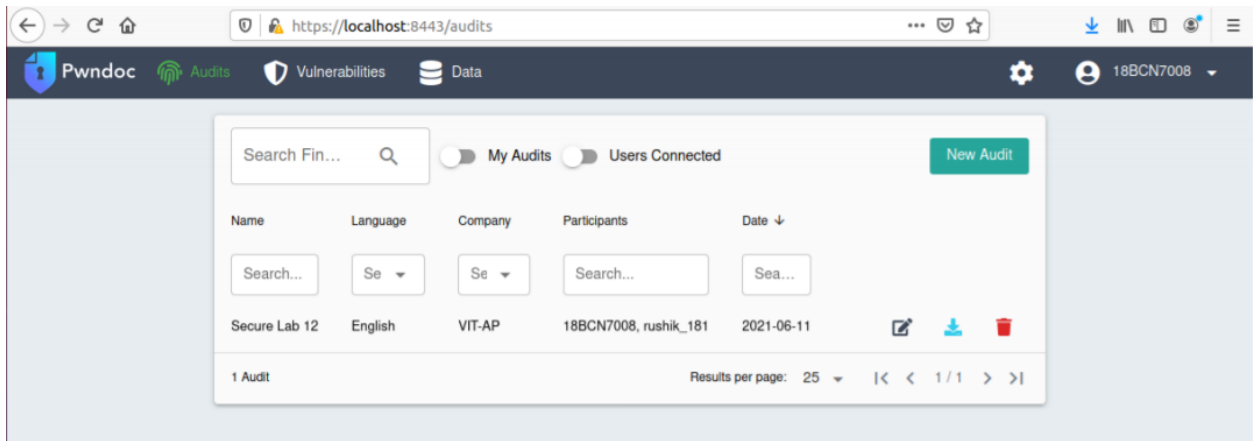 https://localhost:8443/audits
Pwndoc Audits Vulnerabilities Data 18BCN7008
Search Fin... My Audits Users Connected New Audit
Name Language Company Participants Date
Search... Se Se Search... Sea...
Secure Lab 12 English VIT-AP 18BCN7008, rushik_181 2021-06-11
1 Audit Results per page: 25 1 / 1